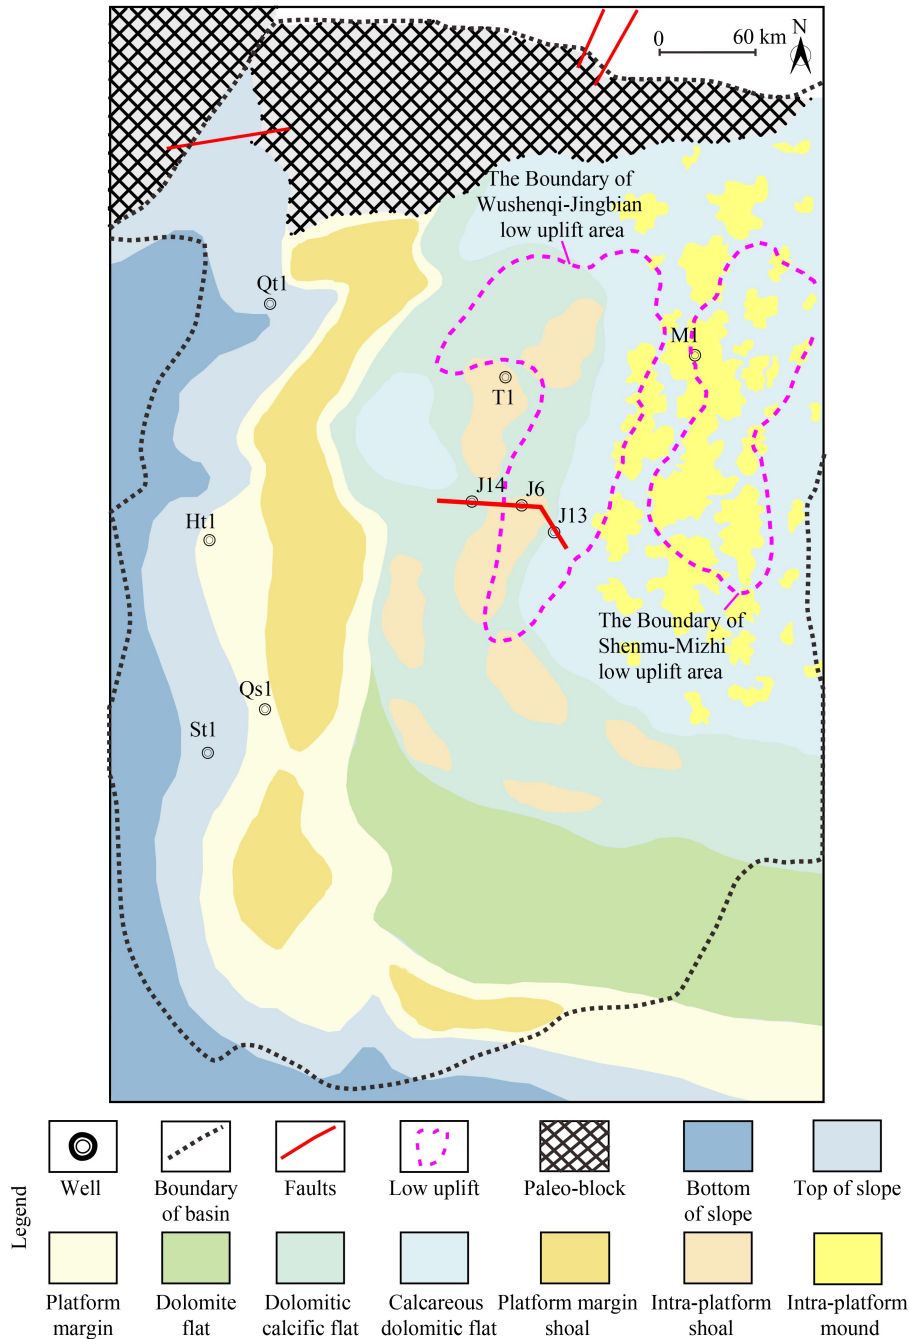 N
0 60 km
The Boundary of
Wushenqi-Jingbian
low uplift area
Qt1
M1
T1
J14
J6
J13
Ht1
The Boundary of
Shenmu-Mizhi
low uplift area
Qs1
St1
Legend
Well
Boundary
of basin
Faults
Low uplift
Paleo-block
Bottom
of slope
Top of slope
Platform
margin
Dolomite
flat
Dolomitic
calcific flat
Calcareous
dolomitic flat
Platform margin
shoal
Intra-platform
shoal
Intra-platform
mound